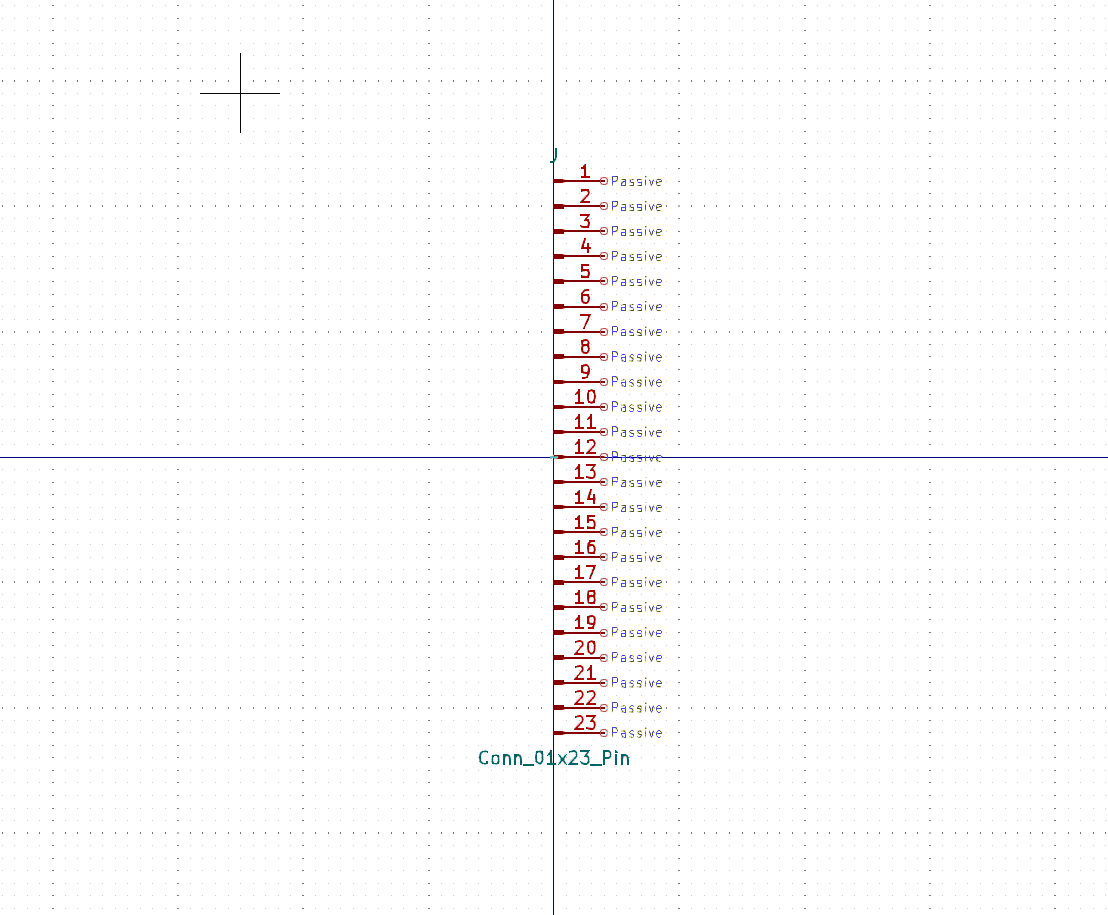 J
1 Passive
2 Passive
3 Passive
4 Passive
5 Passive
6 Passive
7 Passive
8 Passive
9 Passive
10 Passive
11 Passive
12 Passive
13 Passive
14 Passive
15 Passive
16 Passive
17 Passive
18 Passive
19 Passive
20 Passive
21 Passive
22 Passive
23 Passive
Conn_01x23_Pin